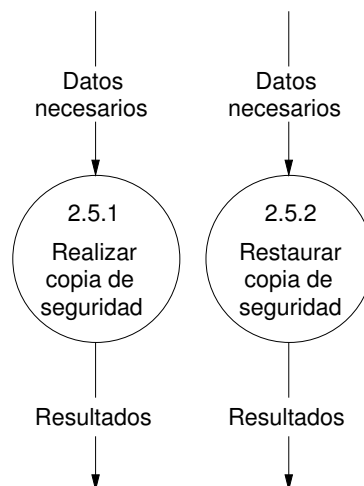 Datos
necesarios
2.5.1
Realizar
copia de
seguridad
Resultados
Datos
necesarios
2.5.2
Restaurar
copia de
seguridad
Resultados